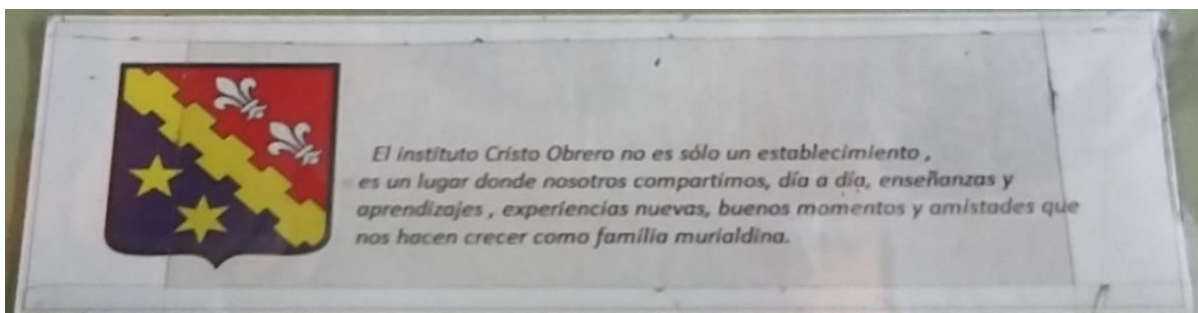 El instituto Cristo Obrero no es sólo un establecimiento ,
es un lugar donde nosotros compartimos, día a día, enseñanzas y
aprendizajes , experiencias nuevas, buenos momentos y amistades que
nos hacen crecer como familia murialdina.